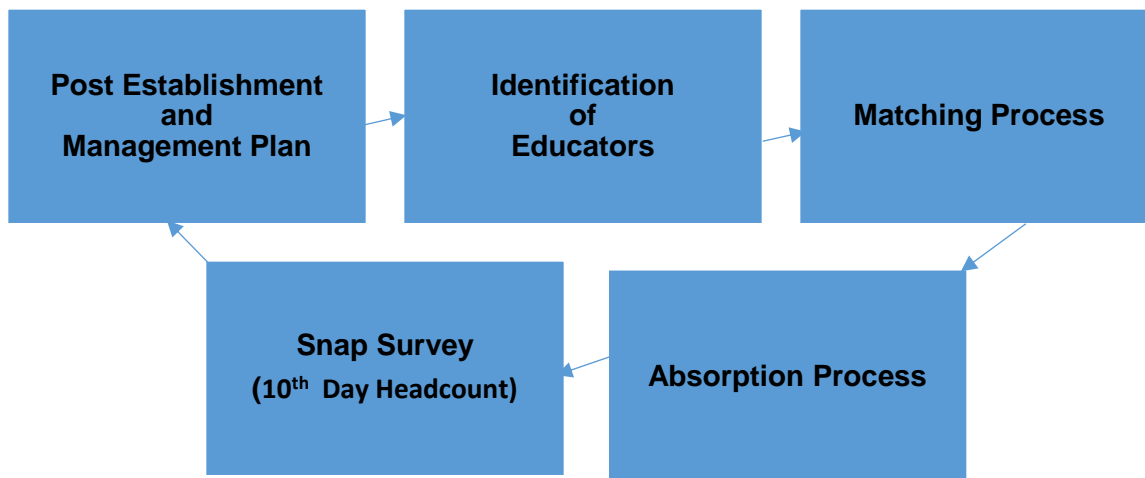 Post Establishment
and
Management Plan
Identification
of
Educators
Matching Process
Snap Survey
(10th Day Headcount)
Absorption Process